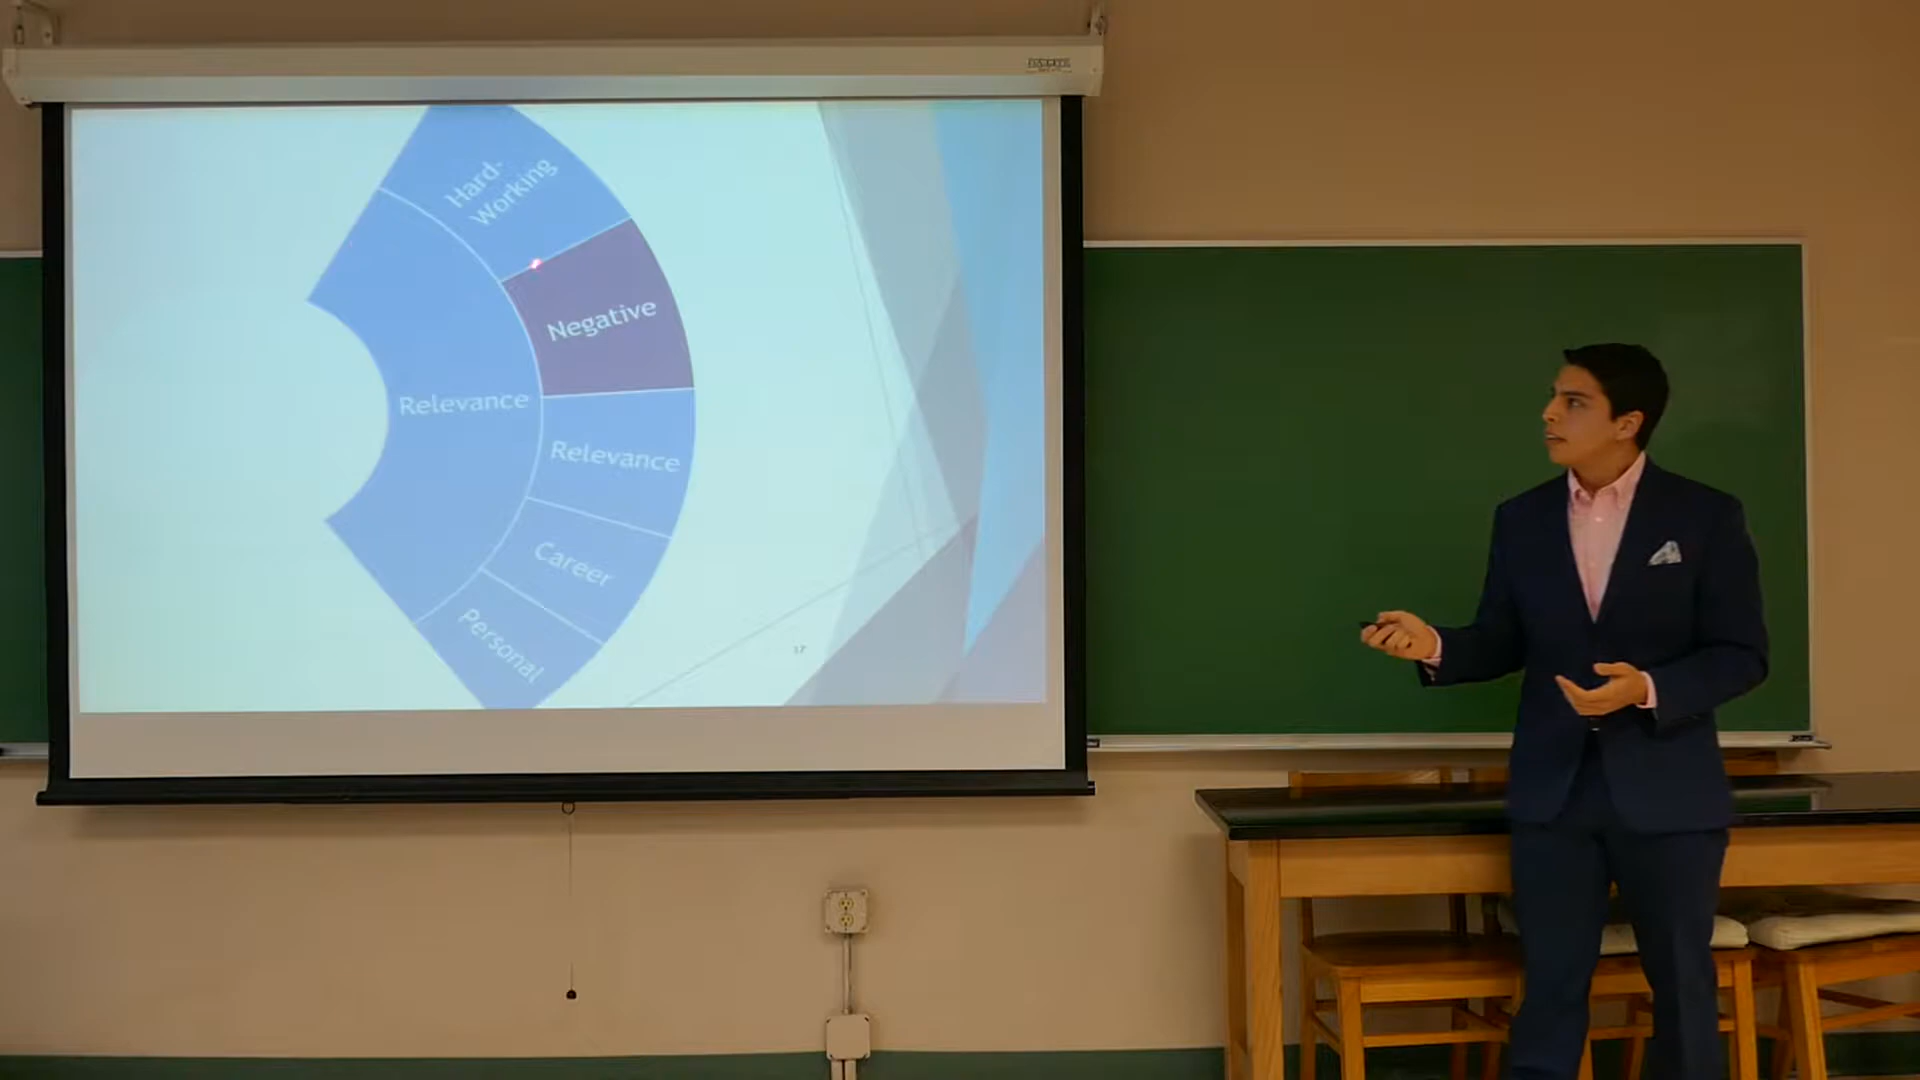 Hard-
Working
Negative
Relevance
Relevance
Career
Personal
17